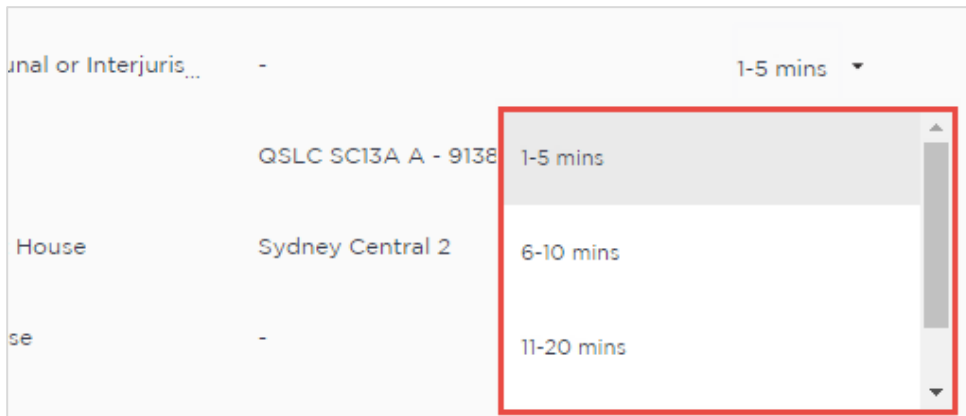 unal or Interjuris... - 1-5 mins
QSLC SC13A A - 9138 1-5 mins
House Sydney Central 2 6-10 mins
se - 11-20 mins